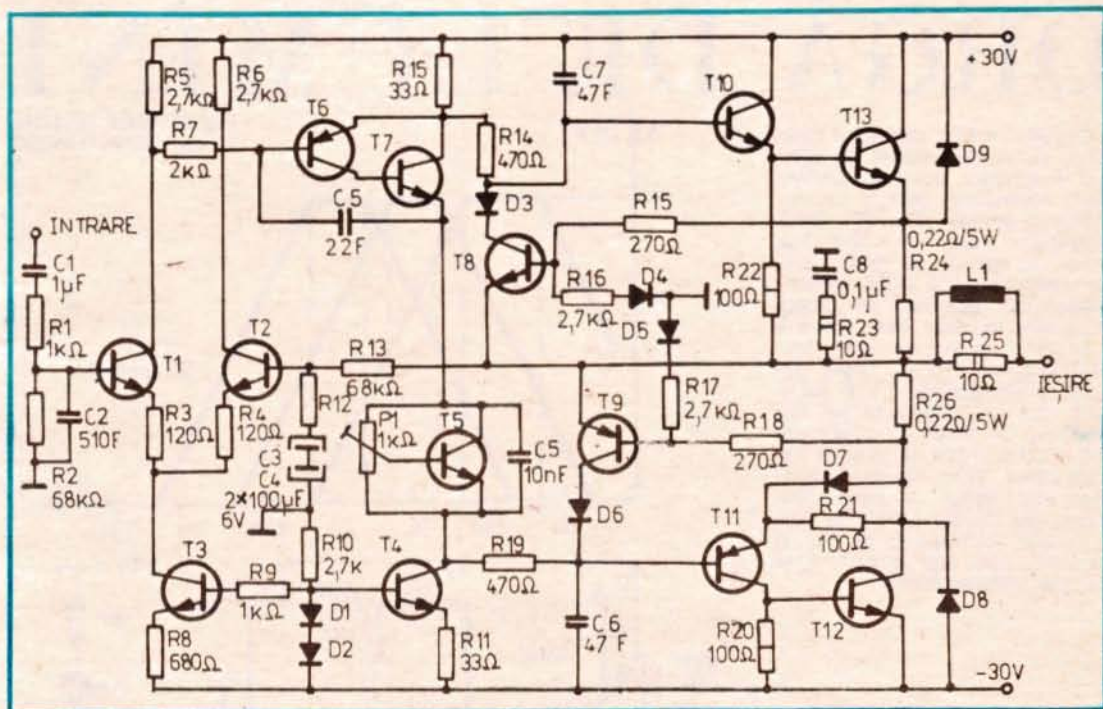 R5
2,7kΩ
R6
2,7kΩ
R7
2kΩ
T6
T7
R15
33Ω
R14
470Ω
D3
C7
47F
T10
T13
+30V
D9
INTRARE
C1
1µF
R1
1kΩ
C5
22F
T8
R15
270Ω
R16
2,7kΩ
D4
D5
R22
100Ω
C8
0,1µF
R23
10Ω
0,22Ω/5W
R24
L1
R25
10Ω
IEȘIRE
T1
T2
R13
68kΩ
R3
120Ω
R4
120Ω
C2
510F
R2
68kΩ
R12
C3
C4
2×100µF
6V
P1
1kΩ
T5
C5
10nF
T9
R17
2,7kΩ
R18
270Ω
R26
0,22Ω/5W
D7
R21
100Ω
D6
T11
T3
R9
1kΩ
R10
2,7k
D1
D2
T4
R19
470Ω
R8
680Ω
R11
33Ω
C6
47F
R20
100Ω
T12
D8
-30V